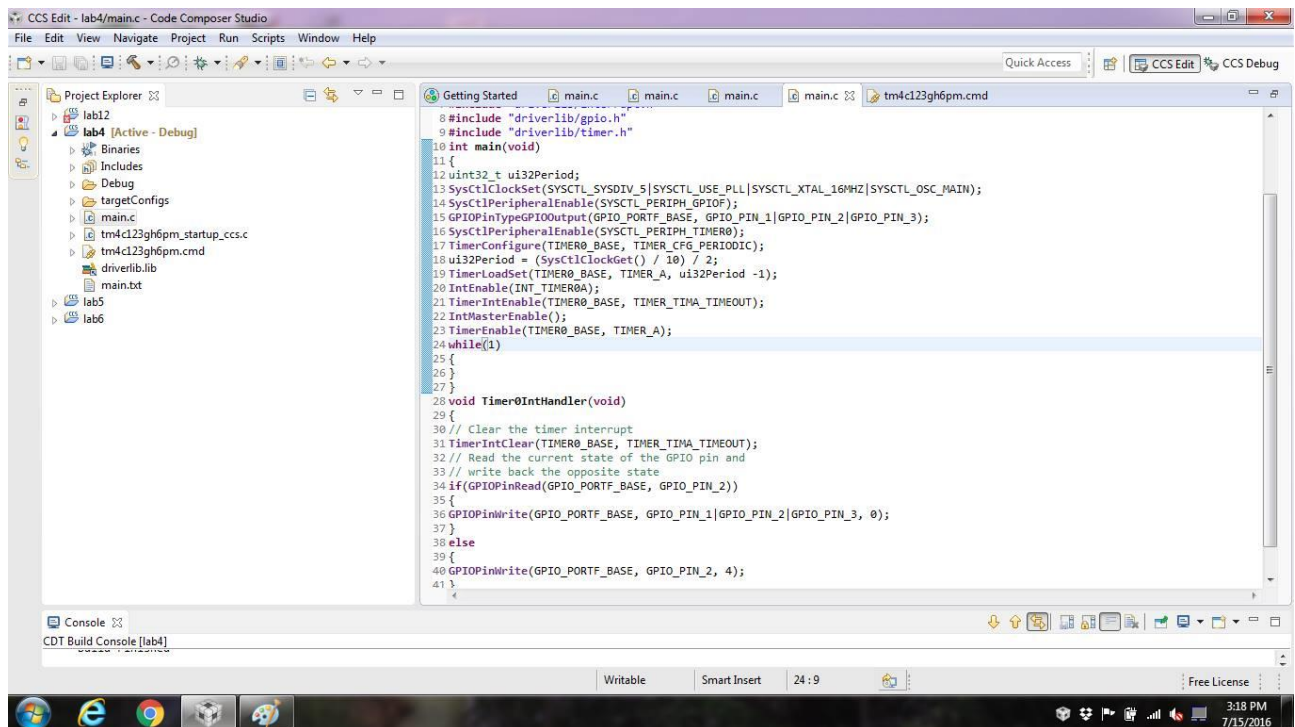 CCS Edit - lab4/main.c - Code Composer Studio
File Edit View Navigate Project Run Scripts Window Help
Quick Access
CCS Edit
CCS Debug
Project Explorer
lab12
lab4 [Active - Debug]
Binaries
Includes
Debug
targetConfigs
main.c
tm4c123gh6pm_startup_ccs.c
tm4c123gh6pm.cmd
driverlib.lib
main.txt
lab5
lab6
Getting Started main.c main.c main.c main.c tm4c123gh6pm.cmd
8 #include "driverlib/gpio.h"
9 #include "driverlib/timer.h"
10 int main(void)
11 {
12 uint32_t ui32Period;
13 SysCtlClockSet(SYSCTL_SYSDIV_5|SYSCTL_USE_PLL|SYSCTL_XTAL_16MHZ|SYSCTL_OSC_MAIN);
14 SysCtlPeripheralEnable(SYSCTL_PERIPH_GPIOF);
15 GPIOPinTypeGPIOOutput(GPIO_PORTF_BASE, GPIO_PIN_1|GPIO_PIN_2|GPIO_PIN_3);
16 SysCtlPeripheralEnable(SYSCTL_PERIPH_TIMER0);
17 TimerConfigure(TIMER0_BASE, TIMER_CFG_PERIODIC);
18 ui32Period = (SysCtlClockGet() / 10) / 2;
19 TimerLoadSet(TIMER0_BASE, TIMER_A, ui32Period -1);
20 IntEnable(INT_TIMER0A);
21 TimerIntEnable(TIMER0_BASE, TIMER_TIMA_TIMEOUT);
22 IntMasterEnable();
23 TimerEnable(TIMER0_BASE, TIMER_A);
24 while(1)
25 {
26 }
27 }
28 void Timer0IntHandler(void)
29 {
30 // Clear the timer interrupt
31 TimerIntClear(TIMER0_BASE, TIMER_TIMA_TIMEOUT);
32 // Read the current state of the GPIO pin and
33 // write back the opposite state
34 if(GPIOPinRead(GPIO_PORTF_BASE, GPIO_PIN_2))
35 {
36 GPIOPinWrite(GPIO_PORTF_BASE, GPIO_PIN_1|GPIO_PIN_2|GPIO_PIN_3, 0);
37 }
38 else
39 {
40 GPIOPinWrite(GPIO_PORTF_BASE, GPIO_PIN_2, 4);
41 }
Console
CDT Build Console [lab4]
Writable Smart Insert 24 : 9 Free License
3:18 PM
7/15/2016